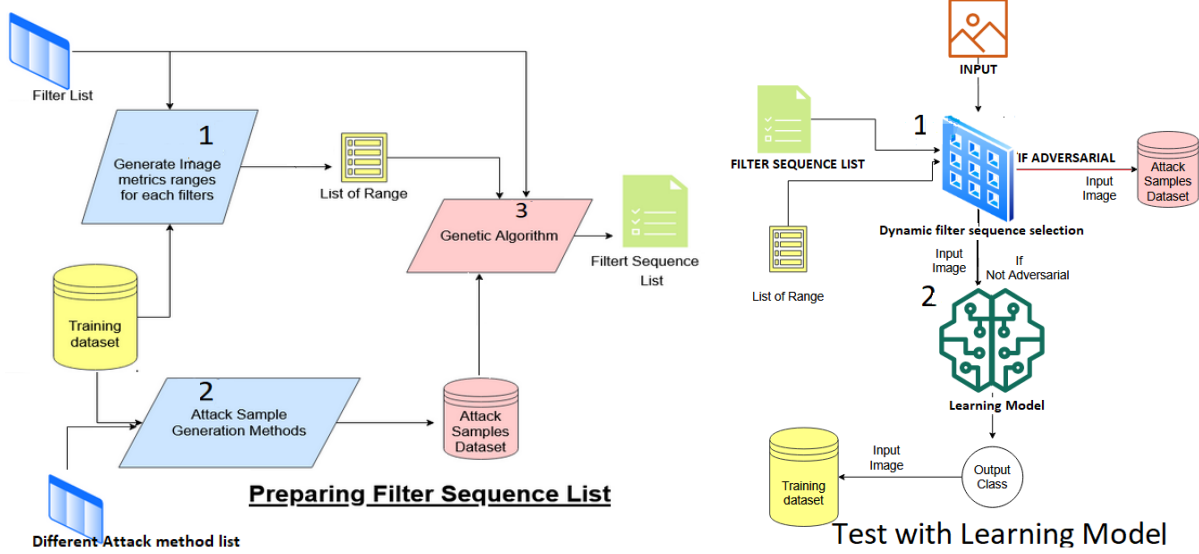 Filter List
1
Generate Image
metrics ranges
for each filters
List of Range
3
Genetic Algorithm
Filtert Sequence
List
Training
dataset
2
Attack Sample
Generation Methods
Attack
Samples
Dataset
Preparing Filter Sequence List
Different Attack method list
INPUT
1
FILTER SEQUENCE LIST
IF ADVERSARIAL
Input
Image
Attack
Samples
Dataset
Dynamic filter sequence selection
List of Range
Input
Image
If
Not Adversarial
2
Learning Model
Input
Image
Output
Class
Training
dataset
Test with Learning Model